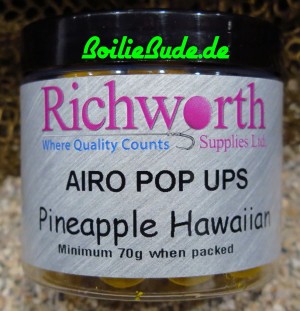 BoilieBude.de
Richworth
Where Quality Counts Supplies Ltd.
AIRO POP UPS
Pineapple Hawaiian
Minimum 70g when packed